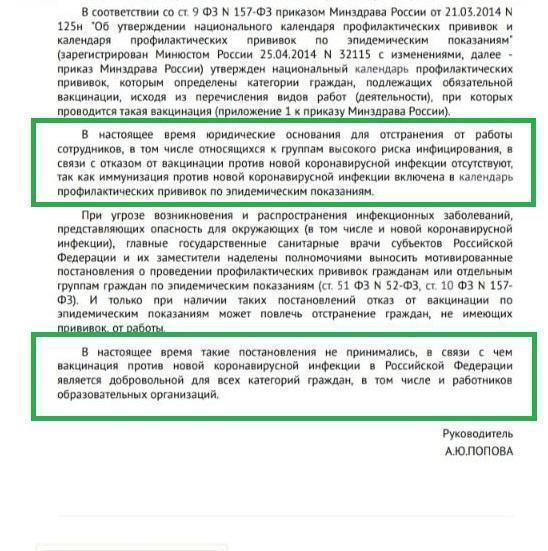 В соответствии со ст. 9 ФЗ N 157-ФЗ приказом Минздрава России от 21.03.2014 N
125н "Об утверждении национального календаря профилактических прививок и
календаря профилактических прививок по эпидемическим показаниям"
(зарегистрирован Минюстом России 25.04.2014 N 32115 с изменениями, далее -
приказ Минздрава России) утвержден национальный календарь профилактических
прививок, которым определены категории граждан, подлежащих обязательной
вакцинации, исходя из перечисления видов работ (деятельности), при которых
проводится такая вакцинация (приложение 1 к приказу Минздрава России).
В настоящее время юридические основания для отстранения от работы
сотрудников, в том числе относящихся к группам высокого риска инфицирования, в
связи с отказом от вакцинации против новой коронавирусной инфекции отсутствуют,
так как иммунизация против новой коронавирусной инфекции включена в календарь
профилактических прививок по эпидемическим показаниям.
При угрозе возникновения и распространения инфекционных заболеваний,
представляющих опасность для окружающих (в том числе и новой коронавирусной
инфекции), главные государственные санитарные врачи субъектов Российской
Федерации и их заместители наделены полномочиями выносить мотивированные
постановления о проведении профилактических прививок гражданам или отдельным
группам граждан по эпидемическим показаниям (ст. 51 ФЗ N 52-ФЗ, ст. 10 ФЗ N 157-
ФЗ). И только при наличии таких постановлений отказ от вакцинации по
эпидемическим показаниям может повлечь отстранение граждан, не имеющих
прививок, от работы.
В настоящее время такие постановления не принимались, в связи с чем
вакцинация против новой коронавирусной инфекции в Российской Федерации
является добровольной для всех категорий граждан, в том числе и работников
образовательных организаций.
Руководитель
А.Ю.ПОПОВА